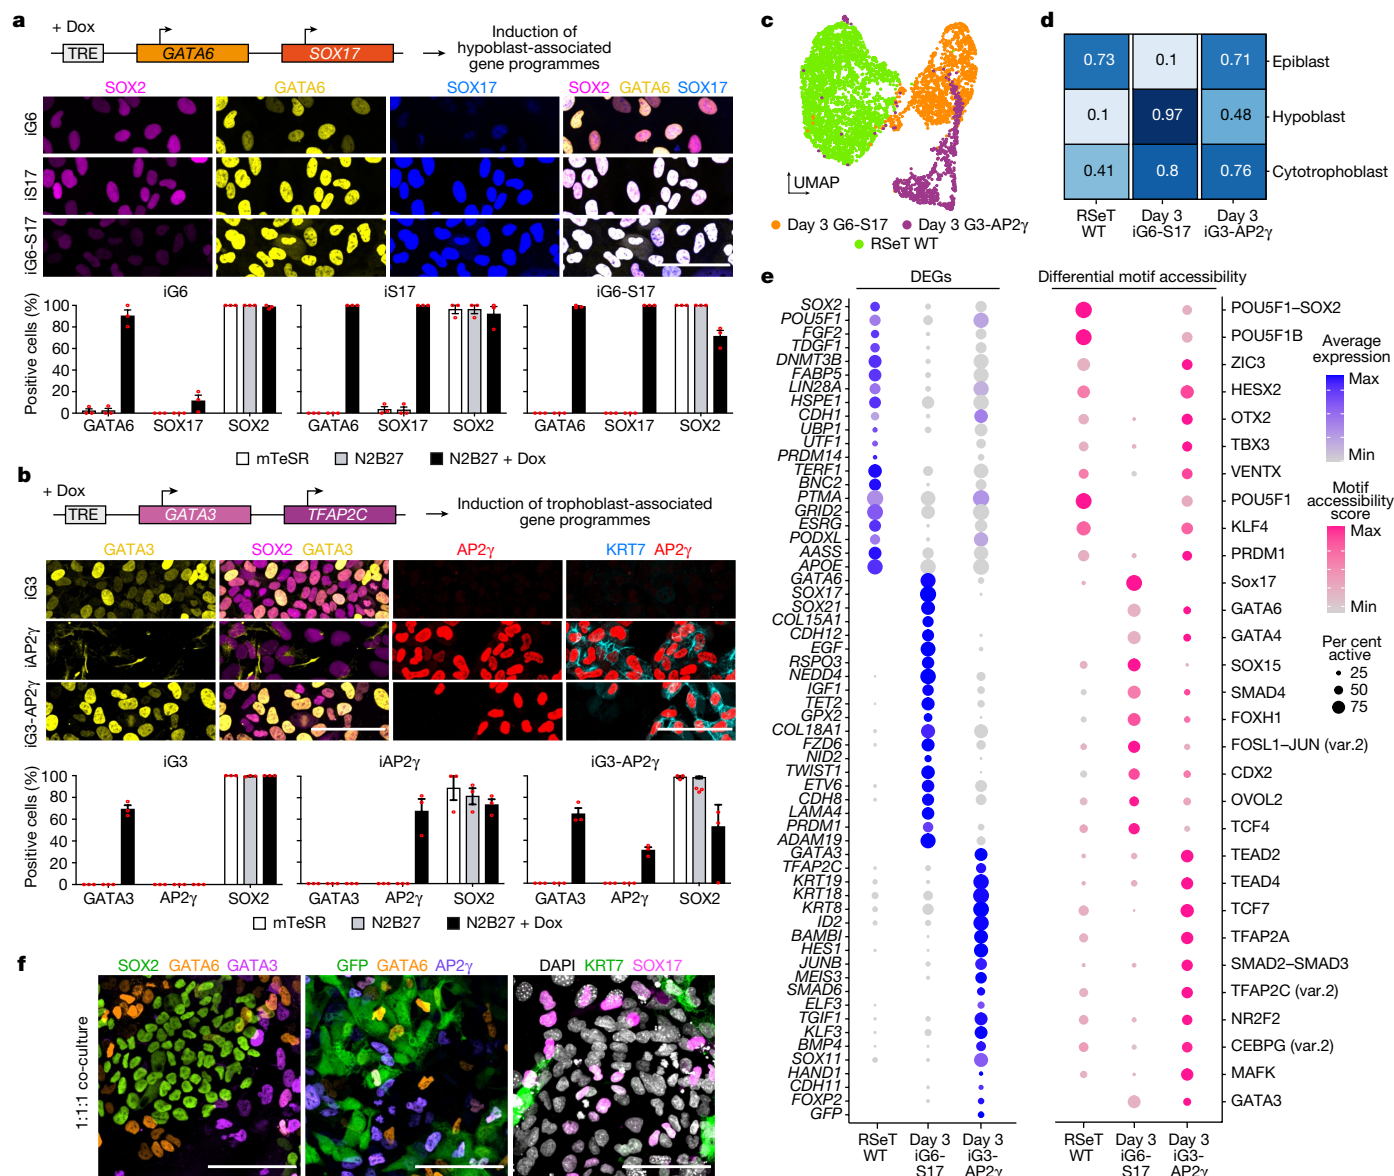 a
+ Dox
TRE
GATA6
SOX17
Induction of
hypoblast-associated
gene programmes
SOX2
GATA6
SOX17
SOX2 GATA6 SOX17
iG6
iS17
iG6-S17
iG6
iS17
iG6-S17
Positive cells (%)
100
80
60
40
20
0
GATA6 SOX17 SOX2
GATA6 SOX17 SOX2
GATA6 SOX17 SOX2
mTeSR N2B27 N2B27 + Dox
b
+ Dox
TRE
GATA3
TFAP2C
Induction of trophoblast-associated
gene programmes
GATA3
SOX2 GATA3
AP2γ
KRT7 AP2γ
iG3
iAP2γ
iG3-AP2γ
iG3
iAP2γ
iG3-AP2γ
Positive cells (%)
100
80
60
40
20
0
GATA3 AP2γ SOX2
GATA3 AP2γ SOX2
GATA3 AP2γ SOX2
mTeSR N2B27 N2B27 + Dox
c
UMAP
Day 3 G6-S17 Day 3 G3-AP2γ
RSeT WT
d
0.73 0.1 0.71 Epiblast
0.1 0.97 0.48 Hypoblast
0.41 0.8 0.76 Cytotrophoblast
RSeT
WT
Day 3
iG6-S17
Day 3
iG3-AP2γ
e
DEGs
SOX2
POU5F1
FGF2
TDGF1
DNMT3B
FABP5
LIN28A
HSPE1
CDH1
UBP1
UTF1
PRDM14
TERF1
BNC2
PTMA
GRID2
ESRG
PODXL
AASS
APOE
GATA6
SOX17
SOX21
COL15A1
CDH12
EGF
RSPO3
NEDD4
IGF1
TET2
GPX2
COL18A1
FZD6
NID2
TWIST1
ETV6
CDH8
LAMA4
PRDM1
ADAM19
GATA3
TFAP2C
KRT19
KRT18
KRT8
ID2
BAMBI
HES1
JUNB
MEIS3
SMAD6
ELF3
TGIF1
KLF3
BMP4
SOX11
HAND1
CDH11
FOXP2
GFP
RSeT
WT
Day 3
iG6-
S17
Day 3
iG3-
AP2γ
Differential motif accessibility
POU5F1–SOX2
POU5F1B
ZIC3
HESX2
OTX2
TBX3
VENTX
POU5F1
KLF4
PRDM1
Sox17
GATA6
GATA4
SOX15
SMAD4
FOXH1
FOSL1–JUN (var.2)
CDX2
OVOL2
TCF4
TEAD2
TEAD4
TCF7
TFAP2A
SMAD2–SMAD3
TFAP2C (var.2)
NR2F2
CEBPG (var.2)
MAFK
GATA3
RSeT
WT
Day 3
iG6-
S17
Day 3
iG3-
AP2γ
Average
expression
Max
Min
Motif
accessibility
score
Max
Min
Per cent
active
25
50
75
f
SOX2 GATA6 GATA3
GFP GATA6 AP2γ
DAPI KRT7 SOX17
1:1:1 co-culture